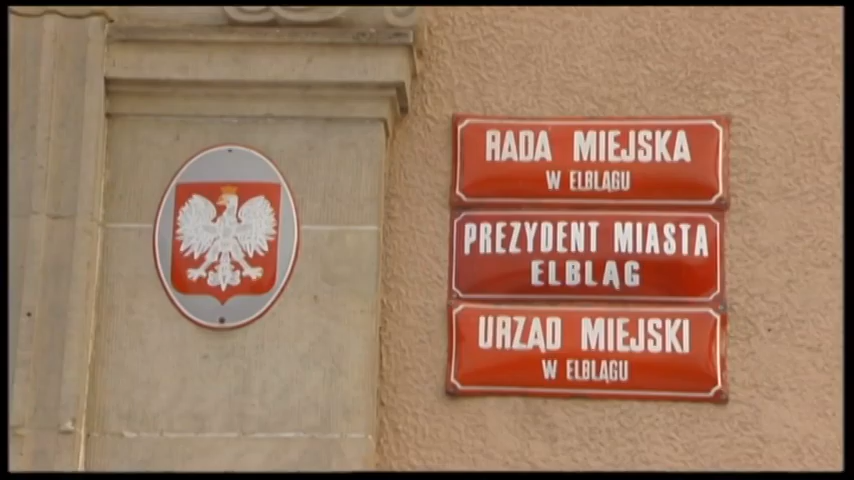 RADA MIEJSKA
W ELBLĄGU
PREZYDENT MIASTA
ELBLĄG
URZĄD MIEJSKI
W ELBLĄGU